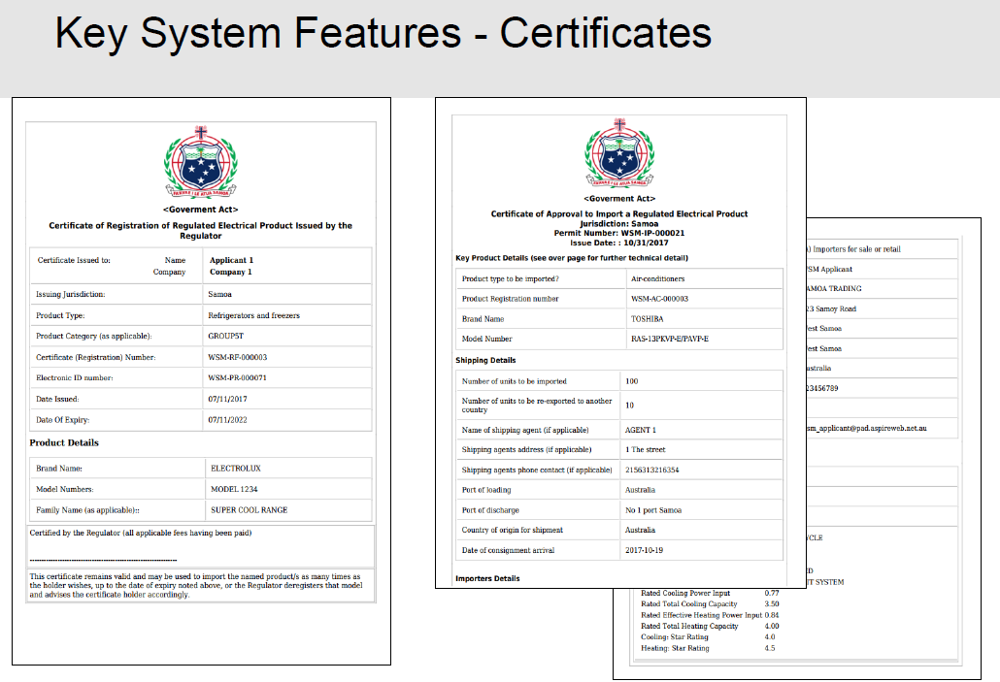 Key System Features - Certificates
FAAVAE I LE ATUA SAMOA
<Goverment Act>
Certificate of Registration of Regulated Electrical Product Issued by the
Regulator
Certificate Issued to: Name Applicant 1
Company Company 1
Issuing Jurisdiction: Samoa
Product Type: Refrigerators and freezers
Product Category (as applicable): GROUP5T
Certificate (Registration) Number: WSM-RF-000003
Electronic ID number: WSM-PR-000071
Date Issued: 07/11/2017
Date Of Expiry: 07/11/2022
Product Details
Brand Name: ELECTROLUX
Model Numbers: MODEL 1234
Family Name (as applicable):: SUPER COOL RANGE
Certified by the Regulator (all applicable fees having been paid)
This certificate remains valid and may be used to import the named product/s as many times as
the holder wishes, up to the date of expiry noted above, or the Regulator deregisters that model
and advises the certificate holder accordingly.
FAAVAE I LE ATUA SAMOA
<Goverment Act>
Certificate of Approval to Import a Regulated Electrical Product
Jurisdiction: Samoa
Permit Number: WSM-IP-000021
Issue Date: : 10/31/2017
Key Product Details (see over page for further technical detail)
Product type to be imported? Air-conditioners
Product Registration number WSM-AC-000003
Brand Name TOSHIBA
Model Number RAS-13PKVP-E/PAVP-E
Shipping Details
Number of units to be imported 100
Number of units to be re-exported to another
country 10
Name of shipping agent (if applicable) AGENT 1
Shipping agents address (if applicable) 1 The street
Shipping agents phone contact (if applicable) 2156313216354
Port of loading Australia
Port of discharge No 1 port Samoa
Country of origin for shipment Australia
Date of consignment arrival 2017-10-19
Importers Details
) Importers for sale or retail
SM Applicant
AMOA TRADING
23 Samoy Road
est Samoa
est Samoa
ustralia
23456789
sm_applicant@pad.aspireweb.net.au
YCLE
ED
IT SYSTEM
Rated Cooling Power Input 0.77
Rated Total Cooling Capacity 3.50
Rated Effective Heating Power Input 0.84
Rated Total Heating Capacity 4.00
Cooling: Star Rating 4.0
Heating: Star Rating 4.5